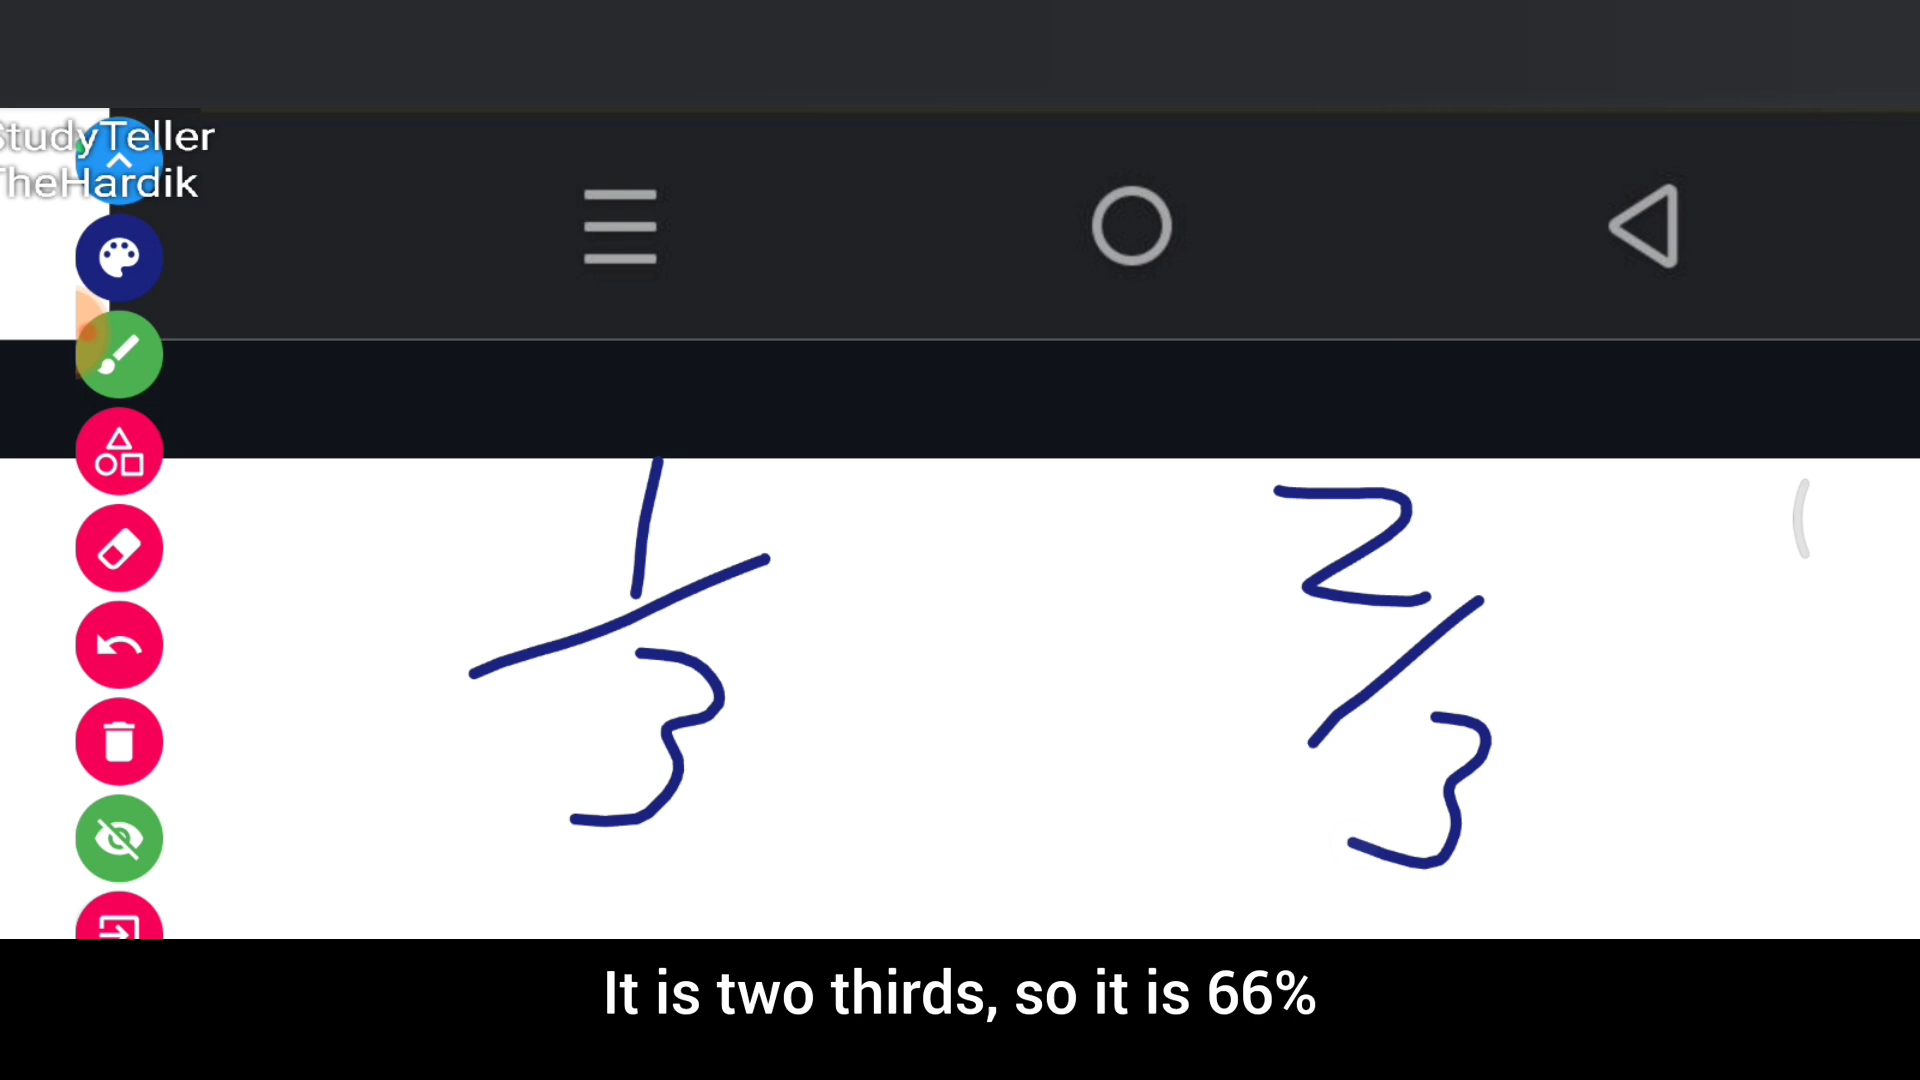 StudyTeller
TheHardik
1/3
2/3
It is two thirds, so it is 66%